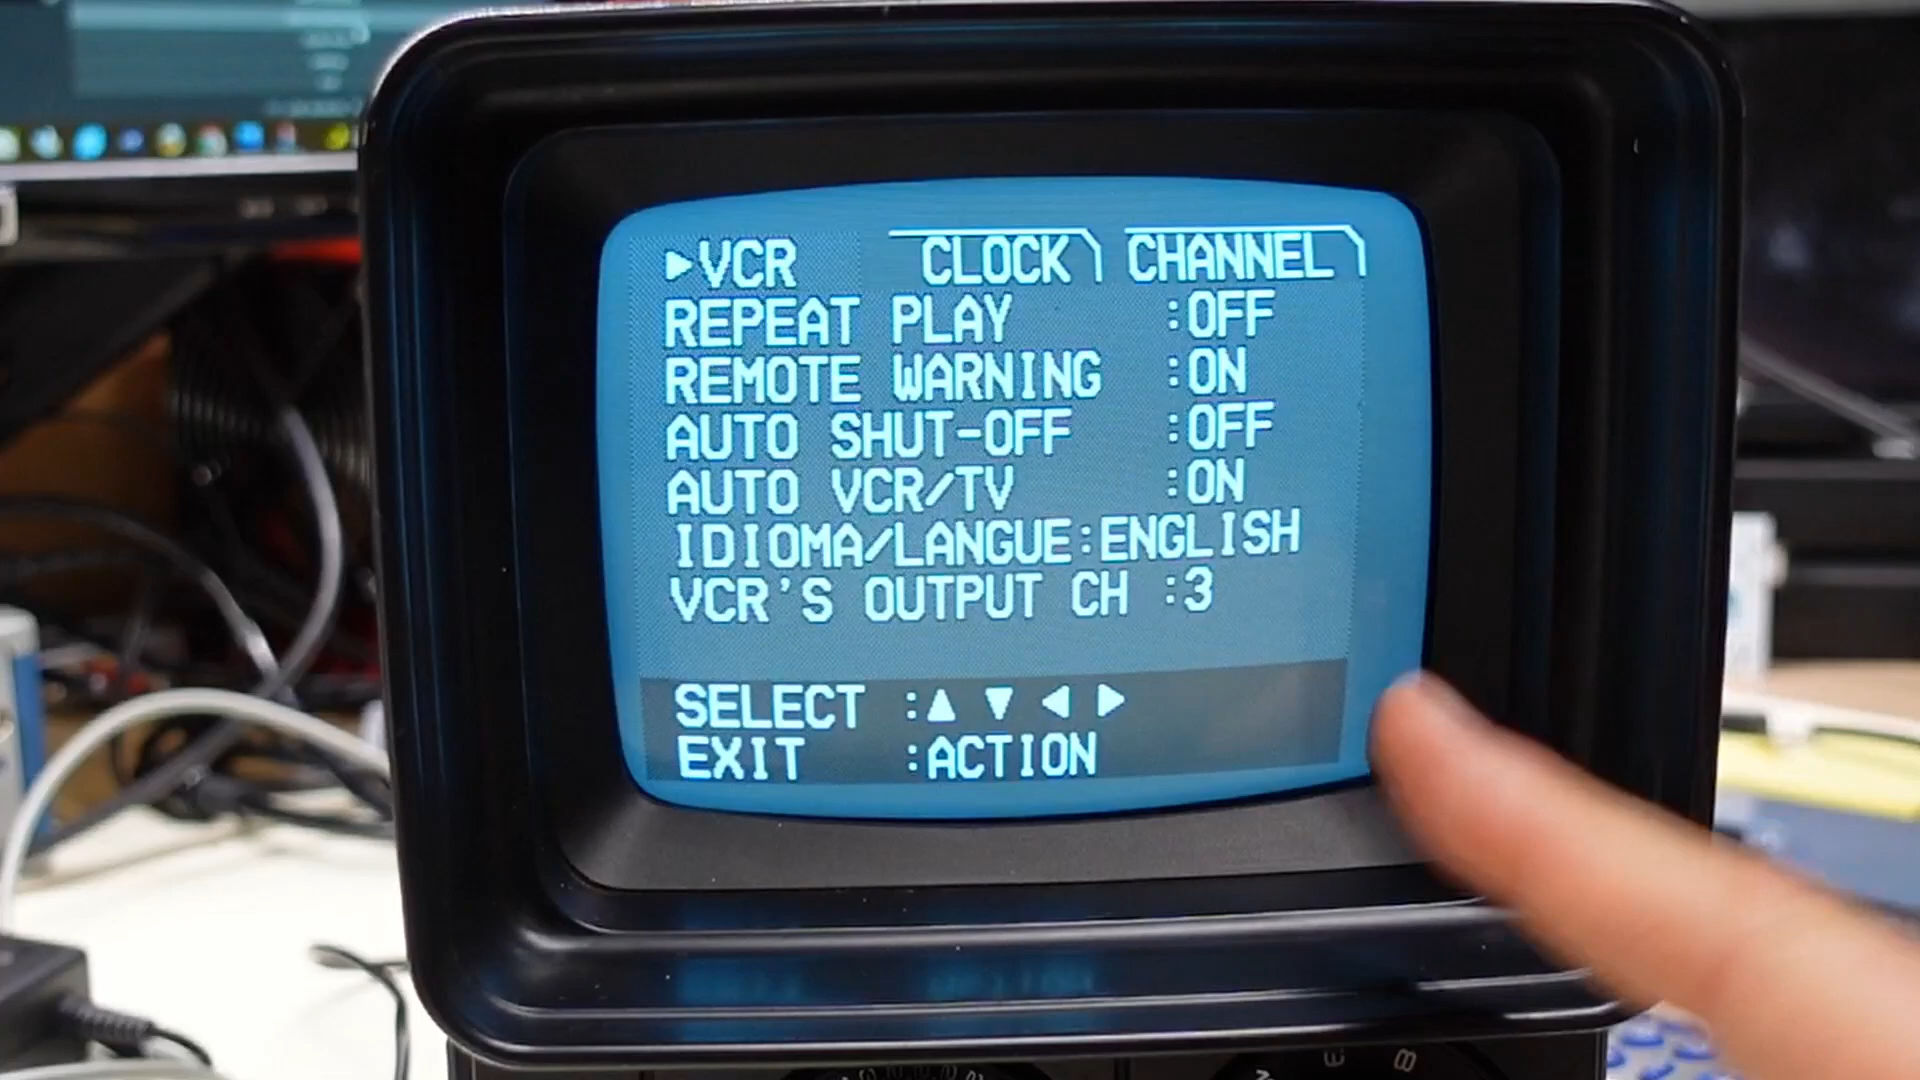 ▶VCR CLOCK CHANNEL
REPEAT PLAY :OFF
REMOTE WARNING :ON
AUTO SHUT-OFF :OFF
AUTO VCR/TV :ON
IDIOMA/LANGUE:ENGLISH
VCR'S OUTPUT CH :3
SELECT :▲ ▼ ◀ ▶
EXIT :ACTION